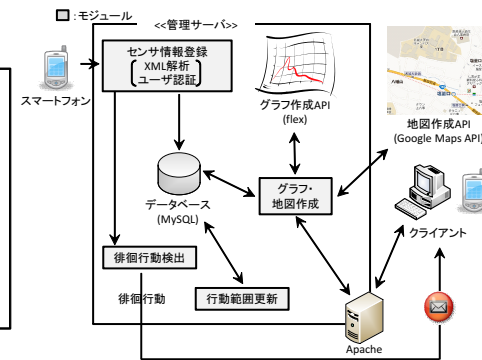 :モジュール
<<管理サーバ>>
センサ情報登録
XML解析
ユーザ認証
スマートフォン
グラフ作成API
(flex)
地図作成API
(Google Maps API)
データベース
(MySQL)
グラフ・
地図作成
クライアント
徘徊行動検出
徘徊行動
行動範囲更新
Apache